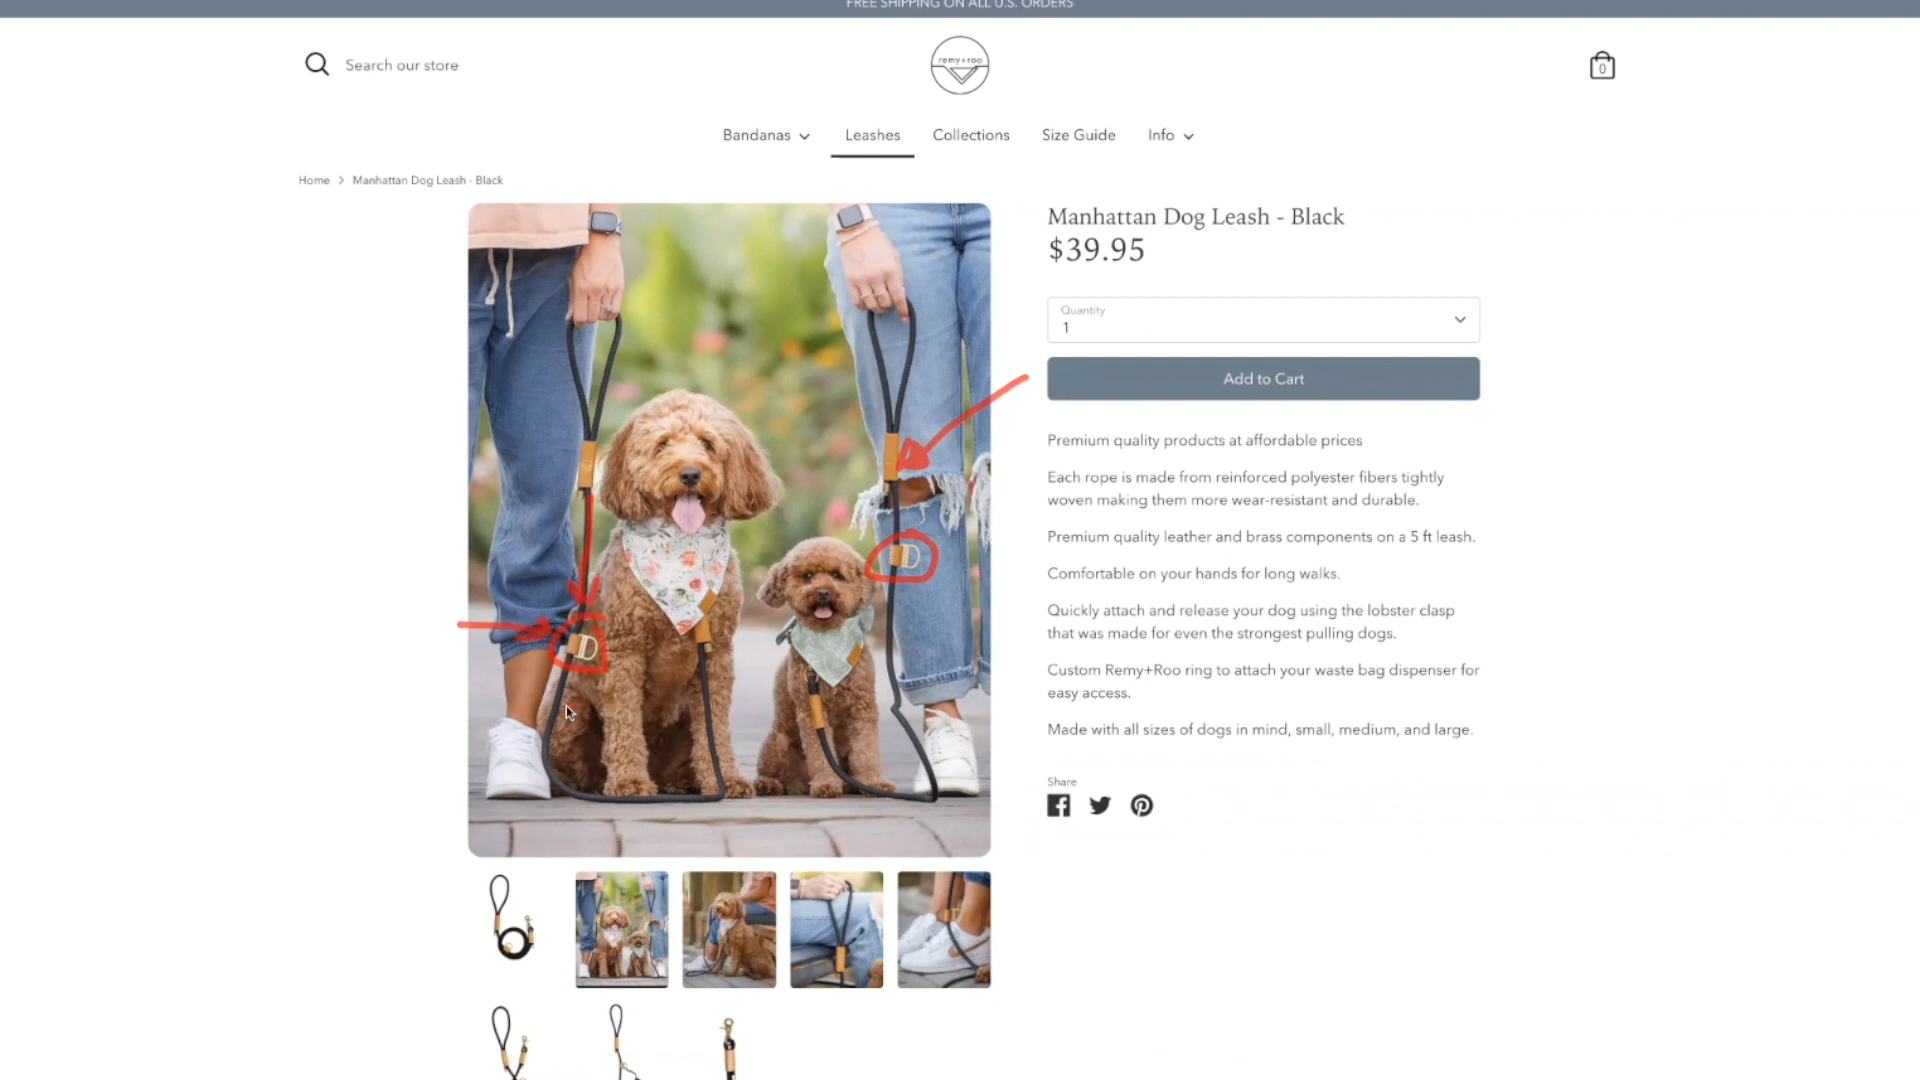 FREE SHIPPING ON ALL U.S. ORDERS
Search our store
remy+roo
0
Bandanas
Leashes
Collections
Size Guide
Info
Home > Manhattan Dog Leash - Black
Manhattan Dog Leash - Black
$39.95
Quantity
1
Add to Cart
Premium quality products at affordable prices
Each rope is made from reinforced polyester fibers tightly
woven making them more wear-resistant and durable.
Premium quality leather and brass components on a 5 ft leash.
Comfortable on your hands for long walks.
Quickly attach and release your dog using the lobster clasp
that was made for even the strongest pulling dogs.
Custom Remy+Roo ring to attach your waste bag dispenser for
easy access.
Made with all sizes of dogs in mind, small, medium, and large.
Share